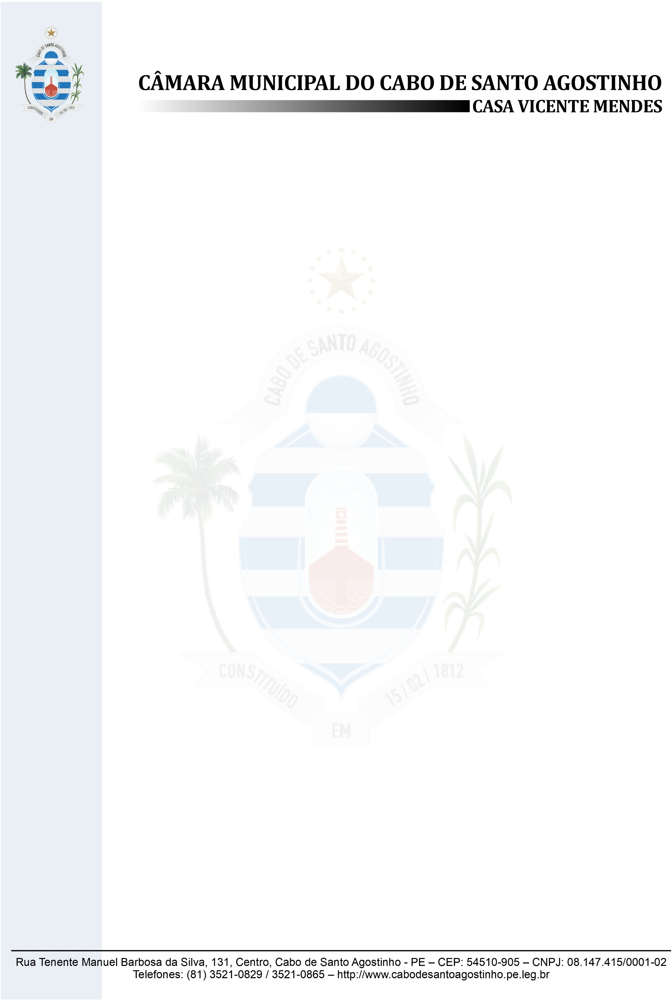 CABO DE SANTO AGOSTINHO
CONSTITUÍDO
EM
15 / 02 / 1812
CÂMARA MUNICIPAL DO CABO DE SANTO AGOSTINHO
CASA VICENTE MENDES
CABO DE SANTO AGOSTINHO
CONSTITUÍDO
EM
15 / 02 / 1812
Rua Tenente Manuel Barbosa da Silva, 131, Centro, Cabo de Santo Agostinho - PE – CEP: 54510-905 – CNPJ: 08.147.415/0001-02
Telefones: (81) 3521-0829 / 3521-0865 – http://www.cabodesantoagostinho.pe.leg.br